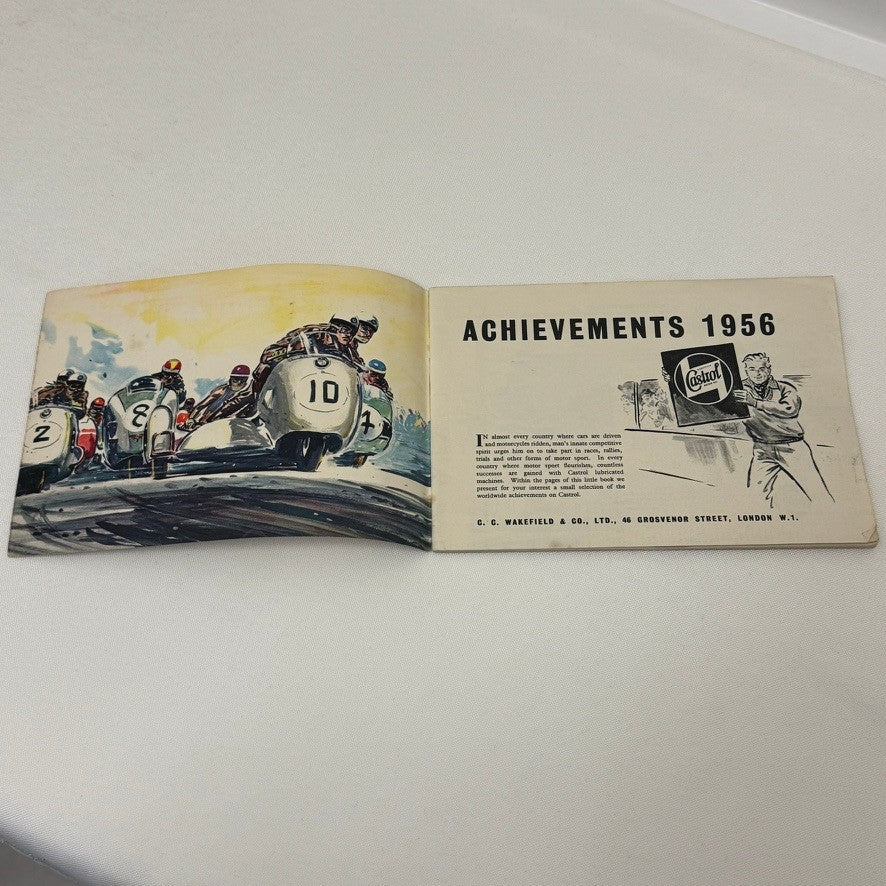 2
8
10
7
ACHIEVEMENTS 1956
Castrol
IN almost every country where cars are driven
and motorcycles ridden, man's innate competitive
spirit urges him on to take part in races, rallies,
trials and other forms of motor sport. In every
country where motor sport flourishes, countless
successes are gained with Castrol lubricated
machines. Within the pages of this little book we
present for your interest a small selection of the
worldwide achievements on Castrol.
C. C. WAKEFIELD & CO., LTD., 46 GROSVENOR STREET, LONDON W.1.